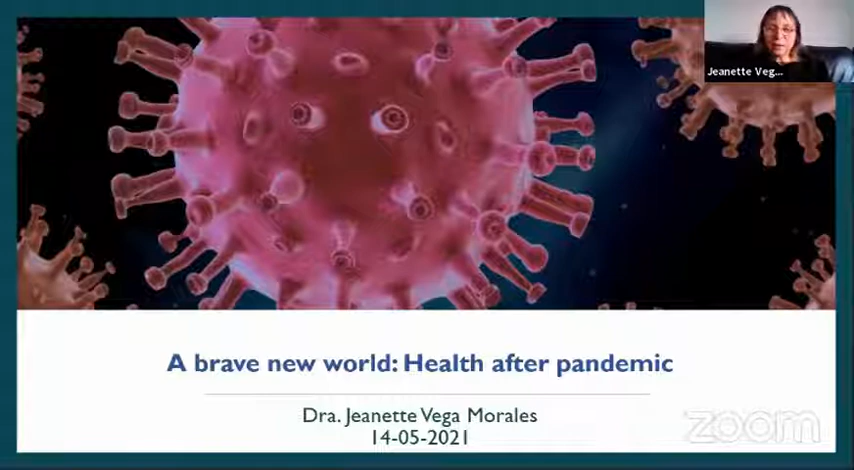 Jeanette Veg...
A brave new world: Health after pandemic
Dra. Jeanette Vega Morales
14-05-2021
zoom